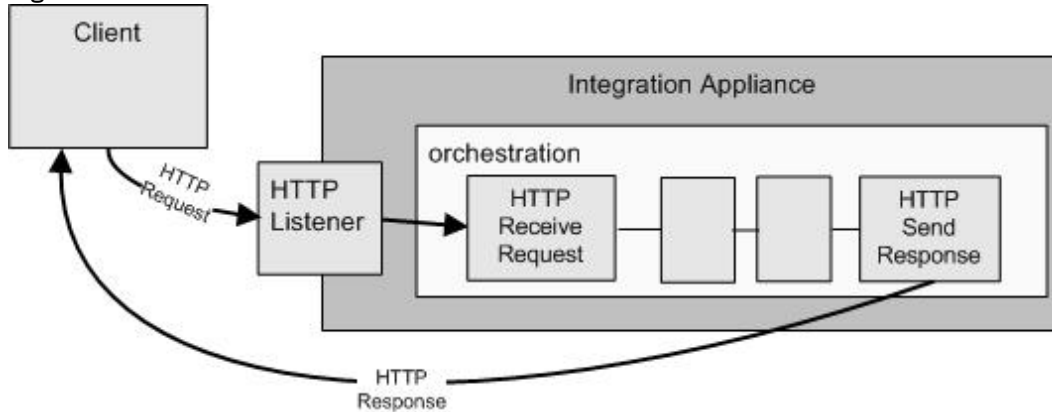 Client
Integration Appliance
orchestration
HTTP
Request
HTTP
Listener
HTTP
Receive
Request
HTTP
Send
Response
HTTP
Response